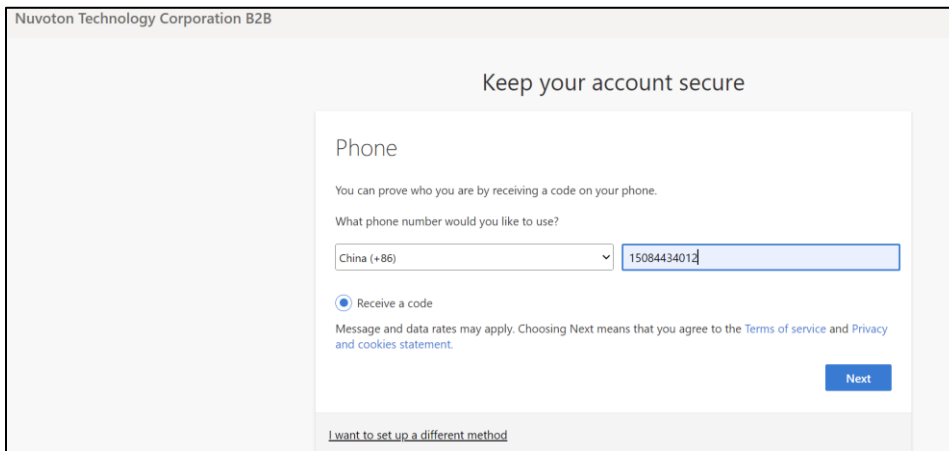 Nuvoton Technology Corporation B2B
Keep your account secure
Phone
You can prove who you are by receiving a code on your phone.
What phone number would you like to use?
China (+86) 15084434012
Receive a code
Message and data rates may apply. Choosing Next means that you agree to the Terms of service and Privacy
and cookies statement.
Next
I want to set up a different method